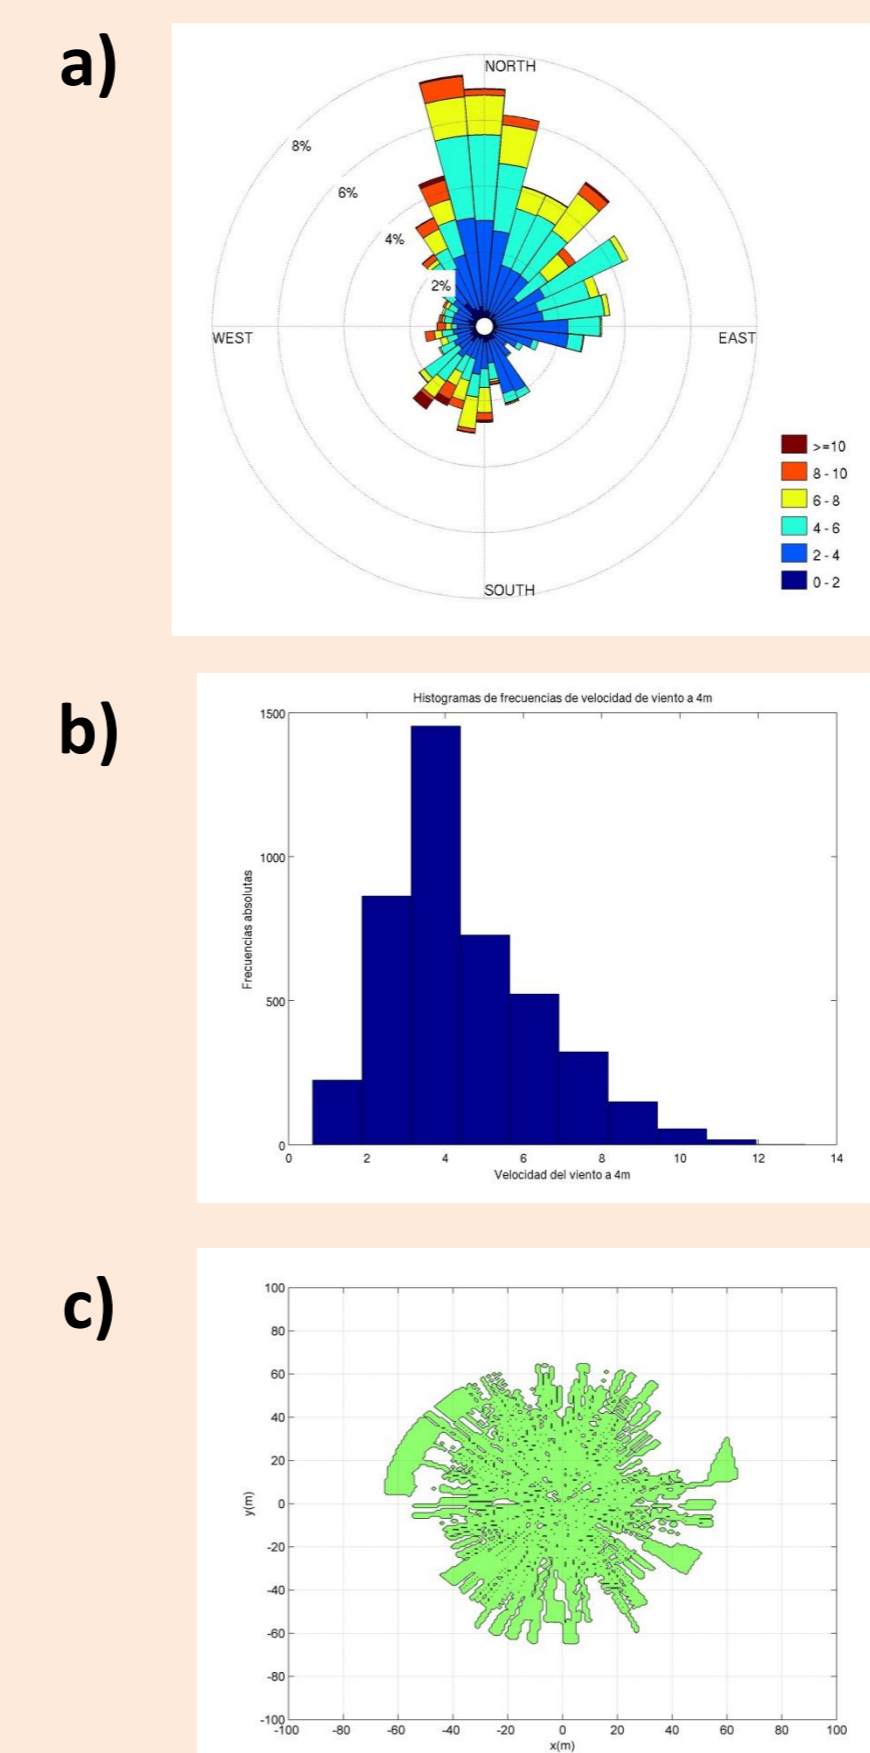 a)
NORTH
8%
6%
4%
2%
WEST
EAST
>=10
8 - 10
6 - 8
4 - 6
2 - 4
0 - 2
SOUTH
b)
Histogramas de frecuencias de velocidad de viento a 4m
1500
1000
500
0
Frecuencias absolutas
0 2 4 6 8 10 12 14
Velocidad del viento a 4m
c)
100
80
60
40
20
0
-20
-40
-60
-80
-100
y(m)
-100 -80 -60 -40 -20 0 20 40 60 80 100
x(m)